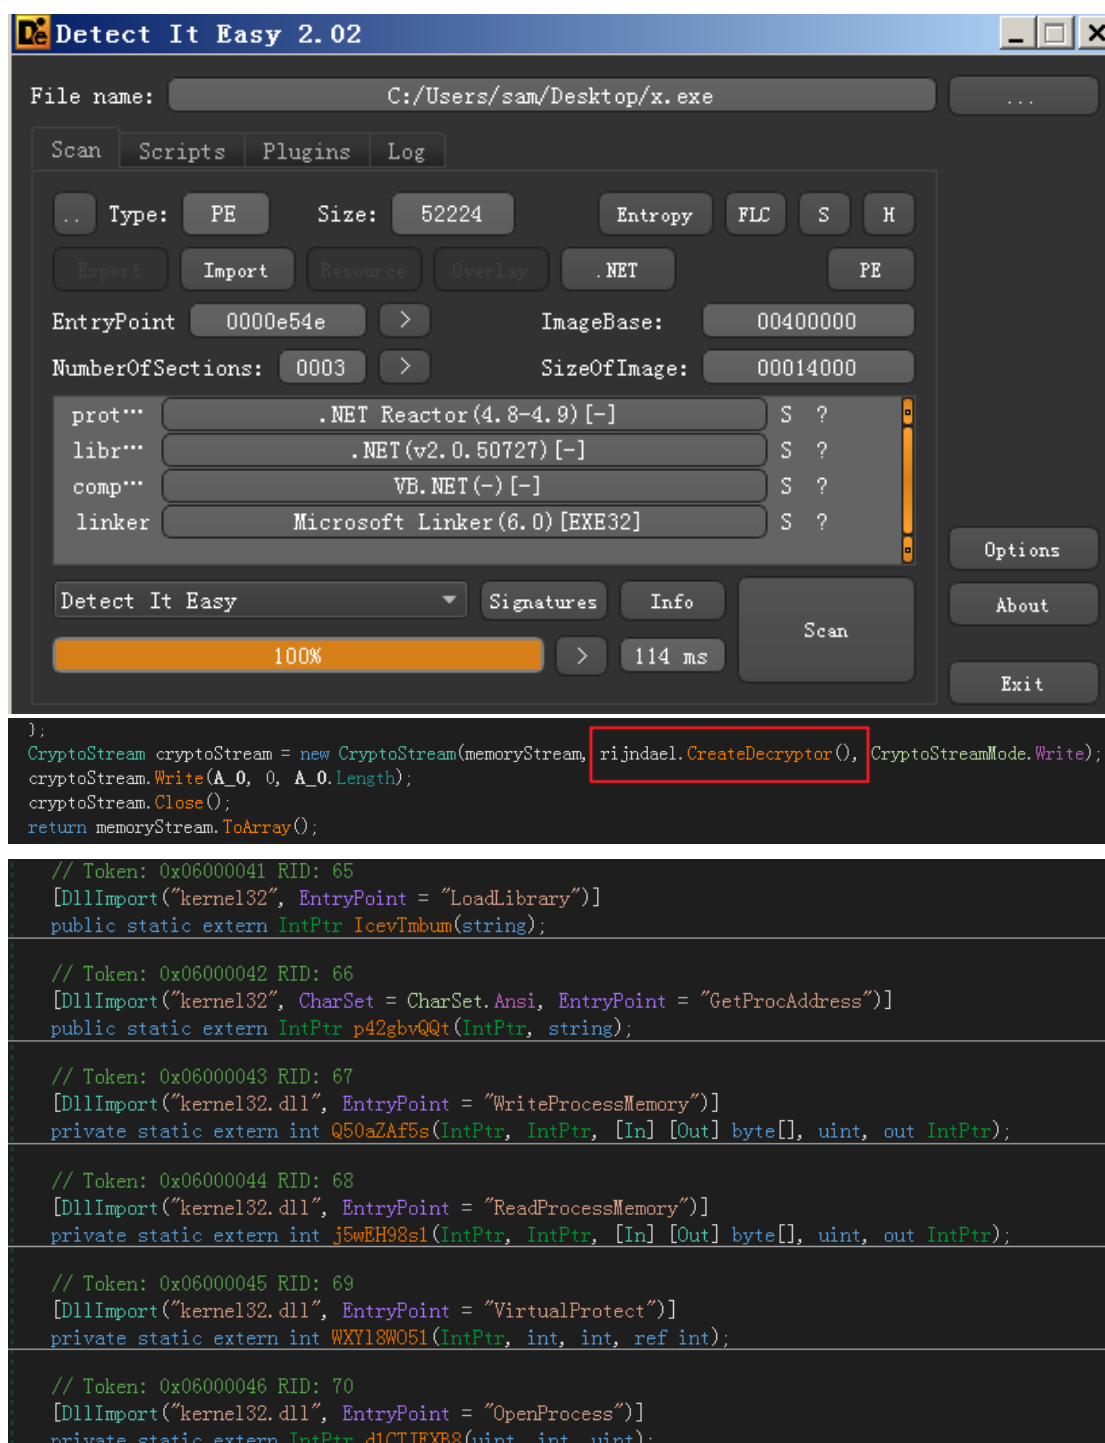 Detect It Easy 2.02
File name: C:/Users/sam/Desktop/x.exe ...
Scan Scripts Plugins Log
.. Type: PE Size: 52224 Entropy FLC S H
Export Import Resource Overlay .NET PE
EntryPoint 0000e54e > ImageBase: 00400000
NumberOfSections: 0003 > SizeOfImage: 00014000
prot… .NET Reactor(4.8-4.9)[-] S ?
libr… .NET(v2.0.50727)[-] S ?
comp… VB.NET(-)[-] S ?
linker Microsoft Linker(6.0)[EXE32] S ?
Options
Detect It Easy Signatures Info About
Scan
100% > 114 ms
Exit
};
CryptoStream cryptoStream = new CryptoStream(memoryStream, rijndael.CreateDecryptor(), CryptoStreamMode.Write);
cryptoStream.Write(A_0, 0, A_0.Length);
cryptoStream.Close();
return memoryStream.ToArray();
// Token: 0x06000041 RID: 65
[DllImport("kernel32", EntryPoint = "LoadLibrary")]
public static extern IntPtr IcevTmbum(string);
// Token: 0x06000042 RID: 66
[DllImport("kernel32", CharSet = CharSet.Ansi, EntryPoint = "GetProcAddress")]
public static extern IntPtr p42gbvQQt(IntPtr, string);
// Token: 0x06000043 RID: 67
[DllImport("kernel32.dll", EntryPoint = "WriteProcessMemory")]
private static extern int Q50aZAf5s(IntPtr, IntPtr, [In] [Out] byte[], uint, out IntPtr);
// Token: 0x06000044 RID: 68
[DllImport("kernel32.dll", EntryPoint = "ReadProcessMemory")]
private static extern int j5wEH98s1(IntPtr, IntPtr, [In] [Out] byte[], uint, out IntPtr);
// Token: 0x06000045 RID: 69
[DllImport("kernel32.dll", EntryPoint = "VirtualProtect")]
private static extern int WXYl8WO51(IntPtr, int, int, ref int);
// Token: 0x06000046 RID: 70
[DllImport("kernel32.dll", EntryPoint = "OpenProcess")]
private static extern IntPtr d1CTJEXB8(uint, int, uint);